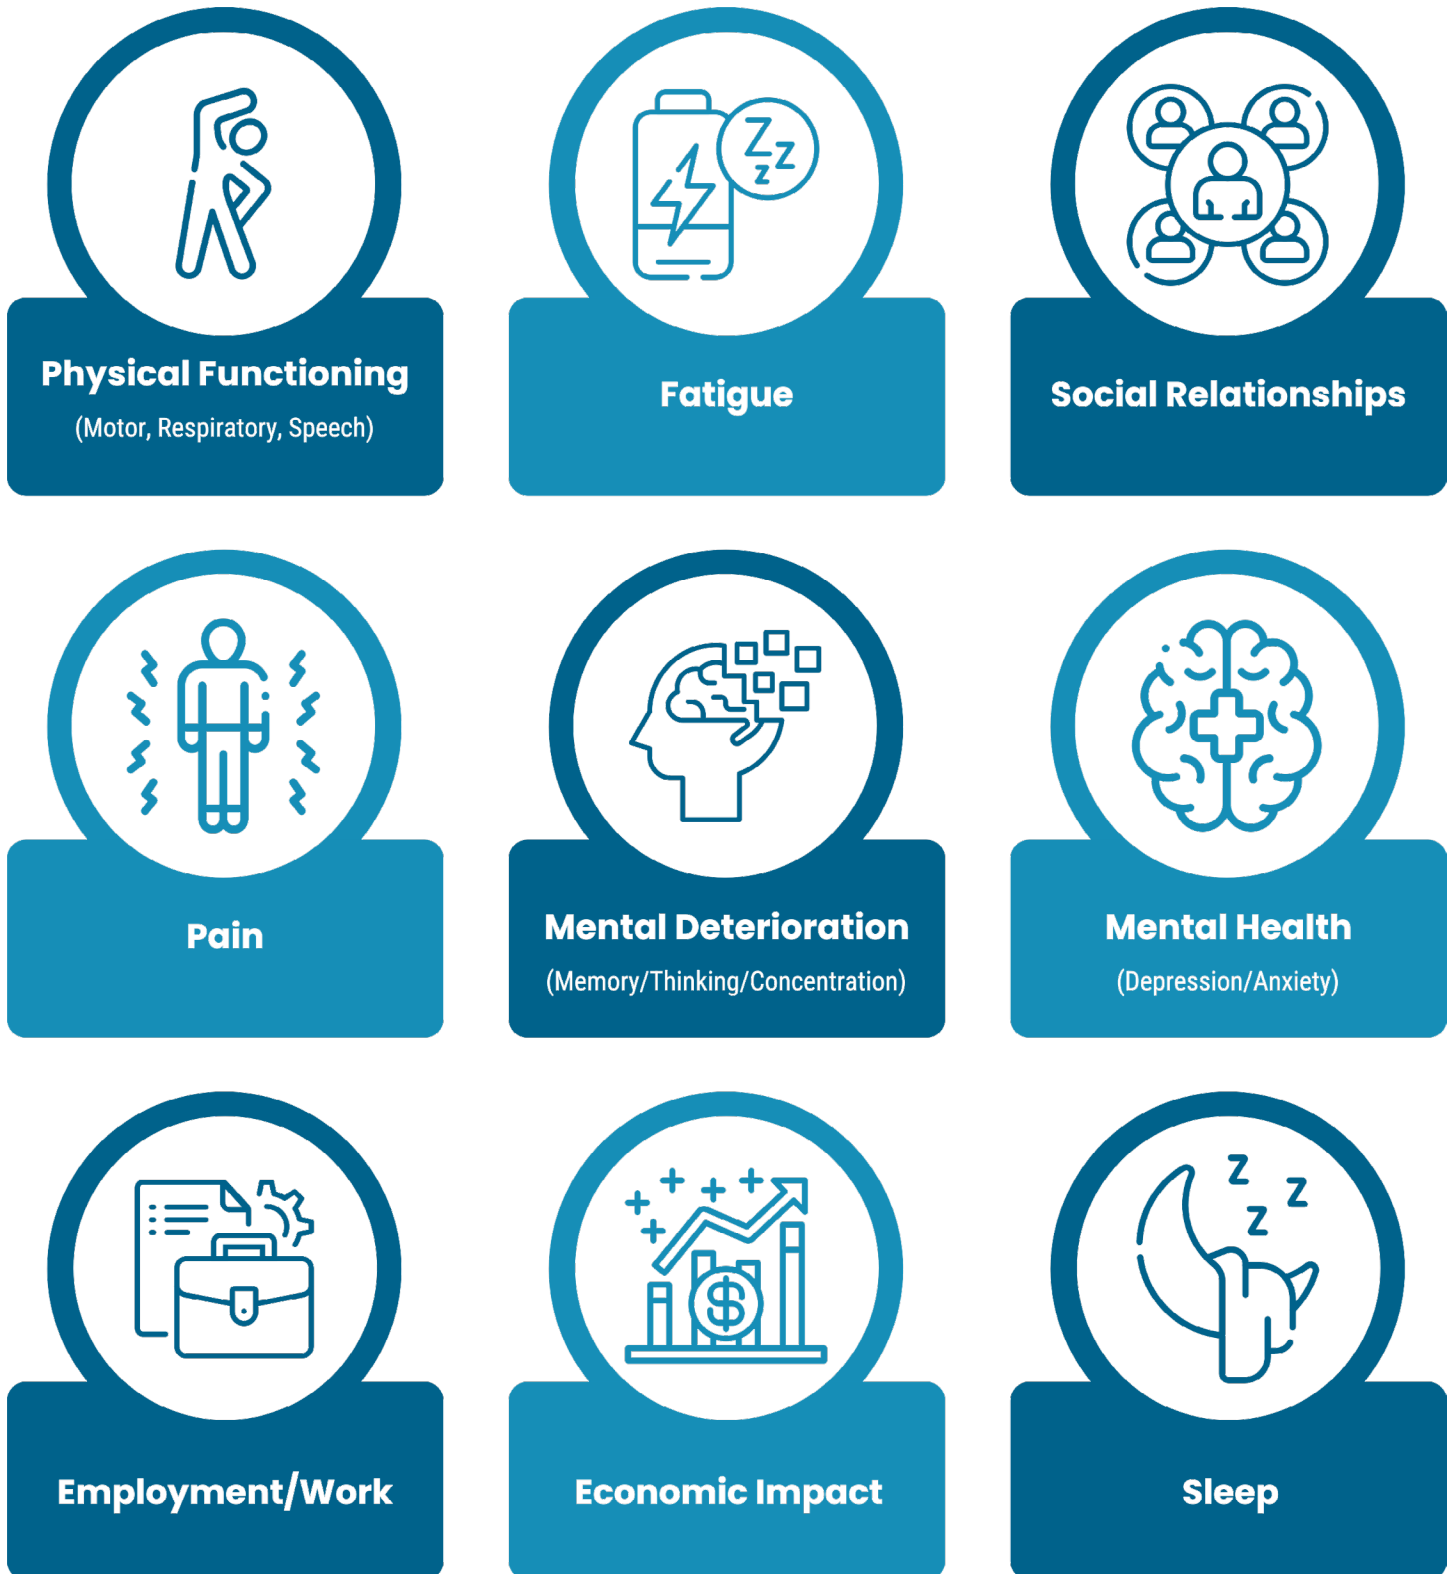 Z Z z
Physical Functioning
(Motor, Respiratory, Speech)
Fatigue
Social Relationships
Pain
Mental Deterioration
(Memory/Thinking/Concentration)
Mental Health
(Depression/Anxiety)
$
Z Z Z
Employment/Work
Economic Impact
Sleep